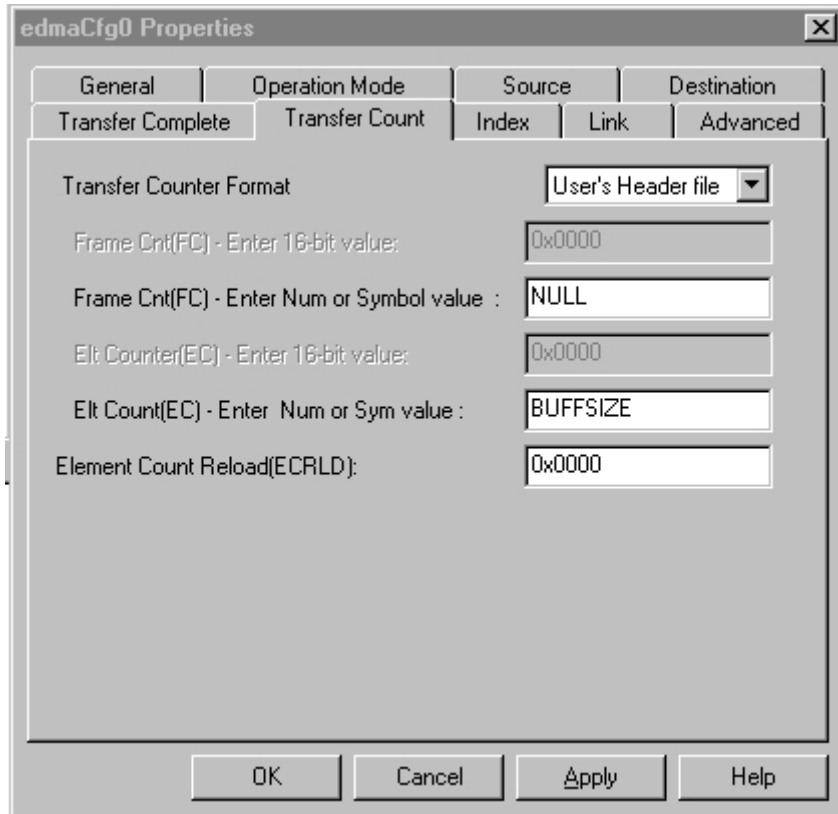 edmaCfg0 Properties
General Operation Mode Source Destination
Transfer Complete Transfer Count Index Link Advanced
Transfer Counter Format User's Header file
Frame Cnt(FC) - Enter 16-bit value: 0x0000
Frame Cnt(FC) - Enter Num or Symbol value : NULL
Elt Counter(EC) - Enter 16-bit value: 0x0000
Elt Count(EC) - Enter Num or Sym value : BUFFSIZE
Element Count Reload(ECRLD): 0x0000
OK Cancel Apply Help